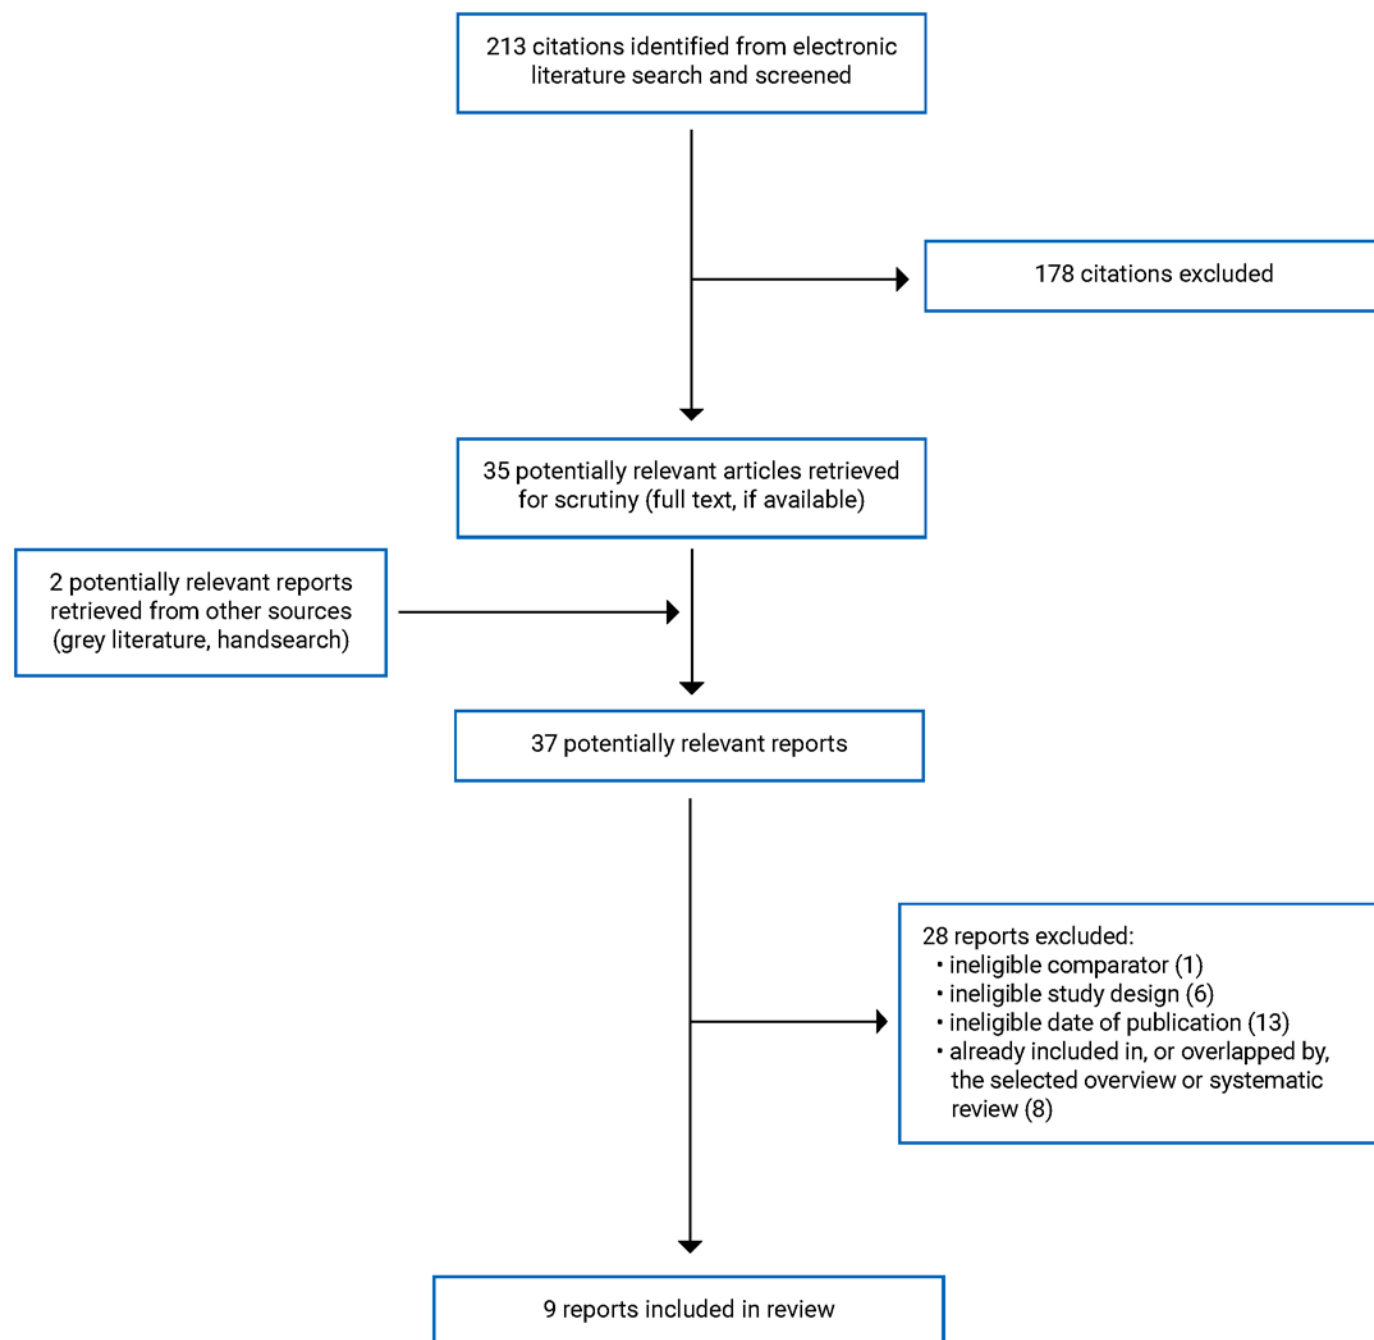 213 citations identified from electronic
literature search and screened
178 citations excluded
35 potentially relevant articles retrieved
for scrutiny (full text, if available)
2 potentially relevant reports
retrieved from other sources
(grey literature, handsearch)
37 potentially relevant reports
28 reports excluded:
• ineligible comparator (1)
• ineligible study design (6)
• ineligible date of publication (13)
• already included in, or overlapped by,
the selected overview or systematic
review (8)
9 reports included in review